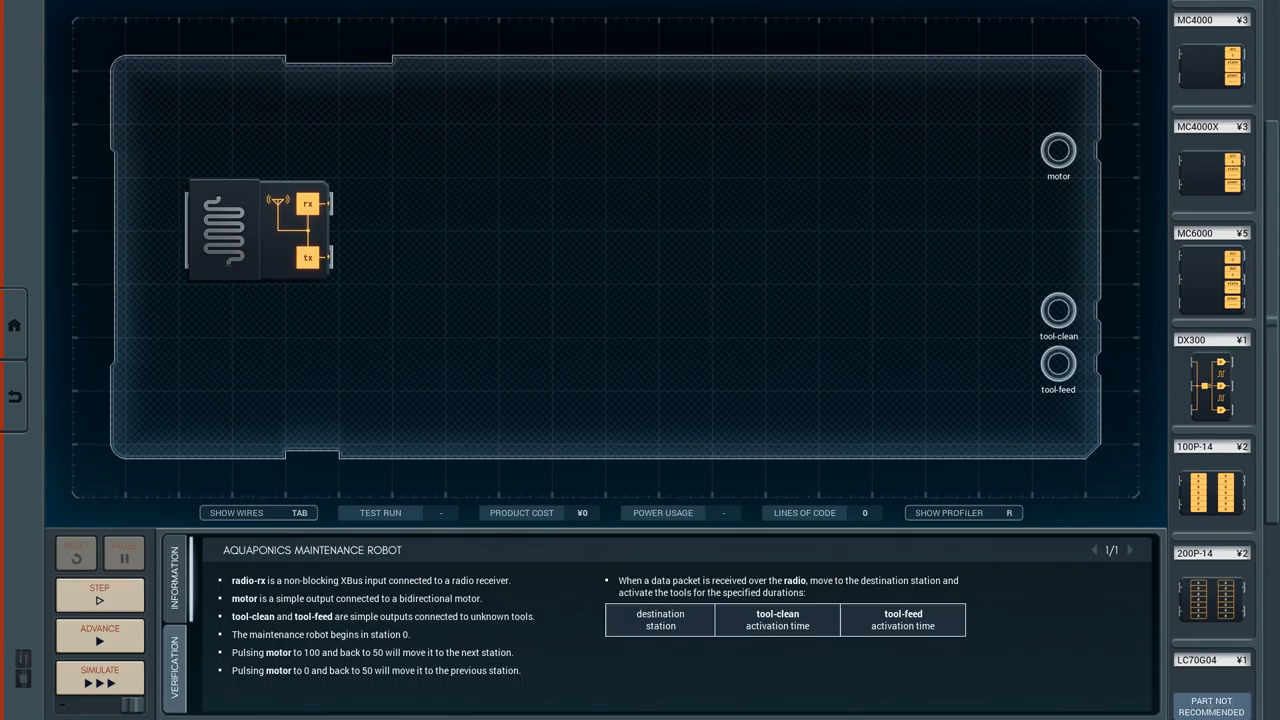 MC4000 ¥3
MC4000X ¥3
MC6000 ¥5
DX300 ¥1
100P-14 ¥2
200P-14 ¥2
LC70G04 ¥1
PART NOT
RECOMMENDED
rx
tx
motor
tool-clean
tool-feed
SHOW WIRES TAB
TEST RUN -
PRODUCT COST ¥0
POWER USAGE -
LINES OF CODE 0
SHOW PROFILER R
RESET
PAUSE
STEP
ADVANCE
SIMULATE
INFORMATION
VERIFICATION
AQUAPONICS MAINTENANCE ROBOT
1/1
radio-rx is a non-blocking XBus input connected to a radio receiver.
motor is a simple output connected to a bidirectional motor.
tool-clean and tool-feed are simple outputs connected to unknown tools.
The maintenance robot begins in station 0.
Pulsing motor to 100 and back to 50 will move it to the next station.
Pulsing motor to 0 and back to 50 will move it to the previous station.
When a data packet is received over the radio, move to the destination station and
activate the tools for the specified durations:
destination
station
tool-clean
activation time
tool-feed
activation time